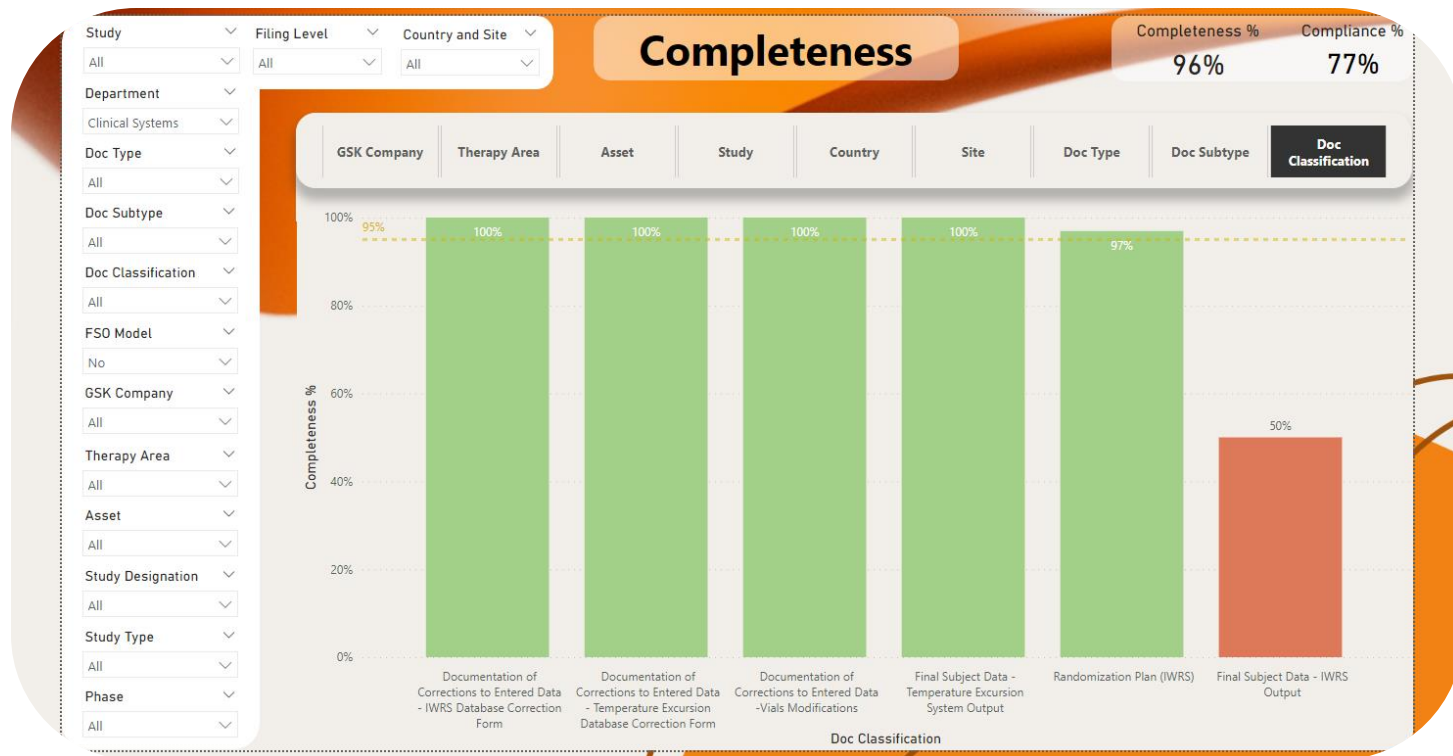 Study
All
Filing Level
All
Country and Site
All
Completeness
Completeness %
96%
Compliance %
77%
Department
Clinical Systems
Doc Type
All
Doc Subtype
All
Doc Classification
All
FSO Model
No
GSK Company
All
Therapy Area
All
Asset
All
Study Designation
All
Study Type
All
Phase
All
GSK Company
Therapy Area
Asset
Study
Country
Site
Doc Type
Doc Subtype
Doc
Classification
Completeness %
100%
80%
60%
40%
20%
0%
95%
100%
100%
100%
100%
97%
50%
Documentation of
Corrections to Entered Data
- IWRS Database Correction
Form
Documentation of
Corrections to Entered Data
- Temperature Excursion
Database Correction Form
Documentation of
Corrections to Entered Data
-Vials Modifications
Final Subject Data -
Temperature Excursion
System Output
Randomization Plan (IWRS)
Final Subject Data - IWRS
Output
Doc Classification